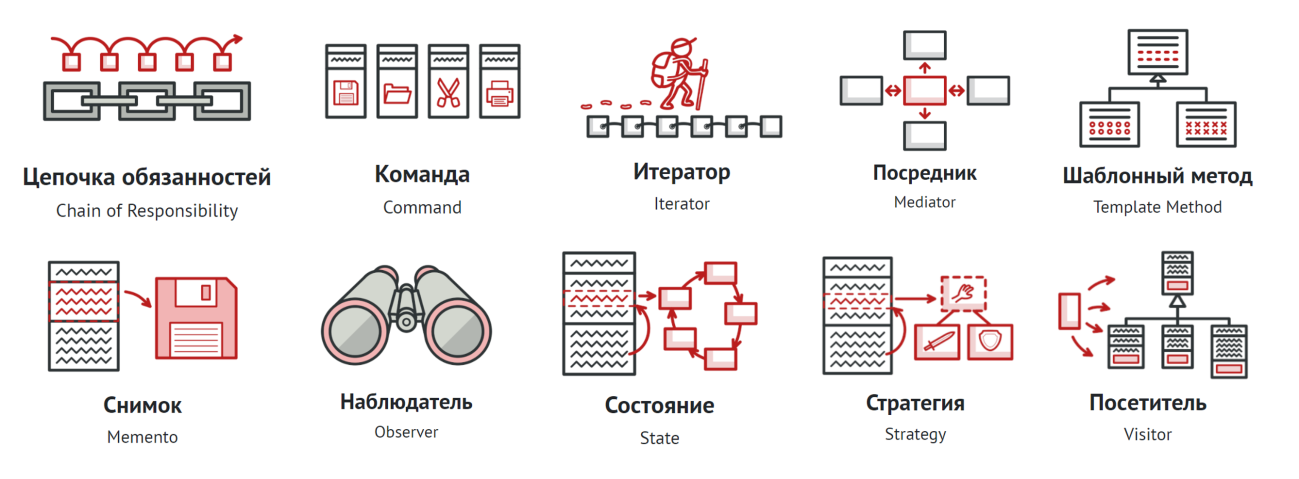 Цепочка обязанностей
Chain of Responsibility
Команда
Command
Итератор
Iterator
Посредник
Mediator
Шаблонный метод
Template Method
Снимок
Memento
Наблюдатель
Observer
Состояние
State
Стратегия
Strategy
Посетитель
Visitor